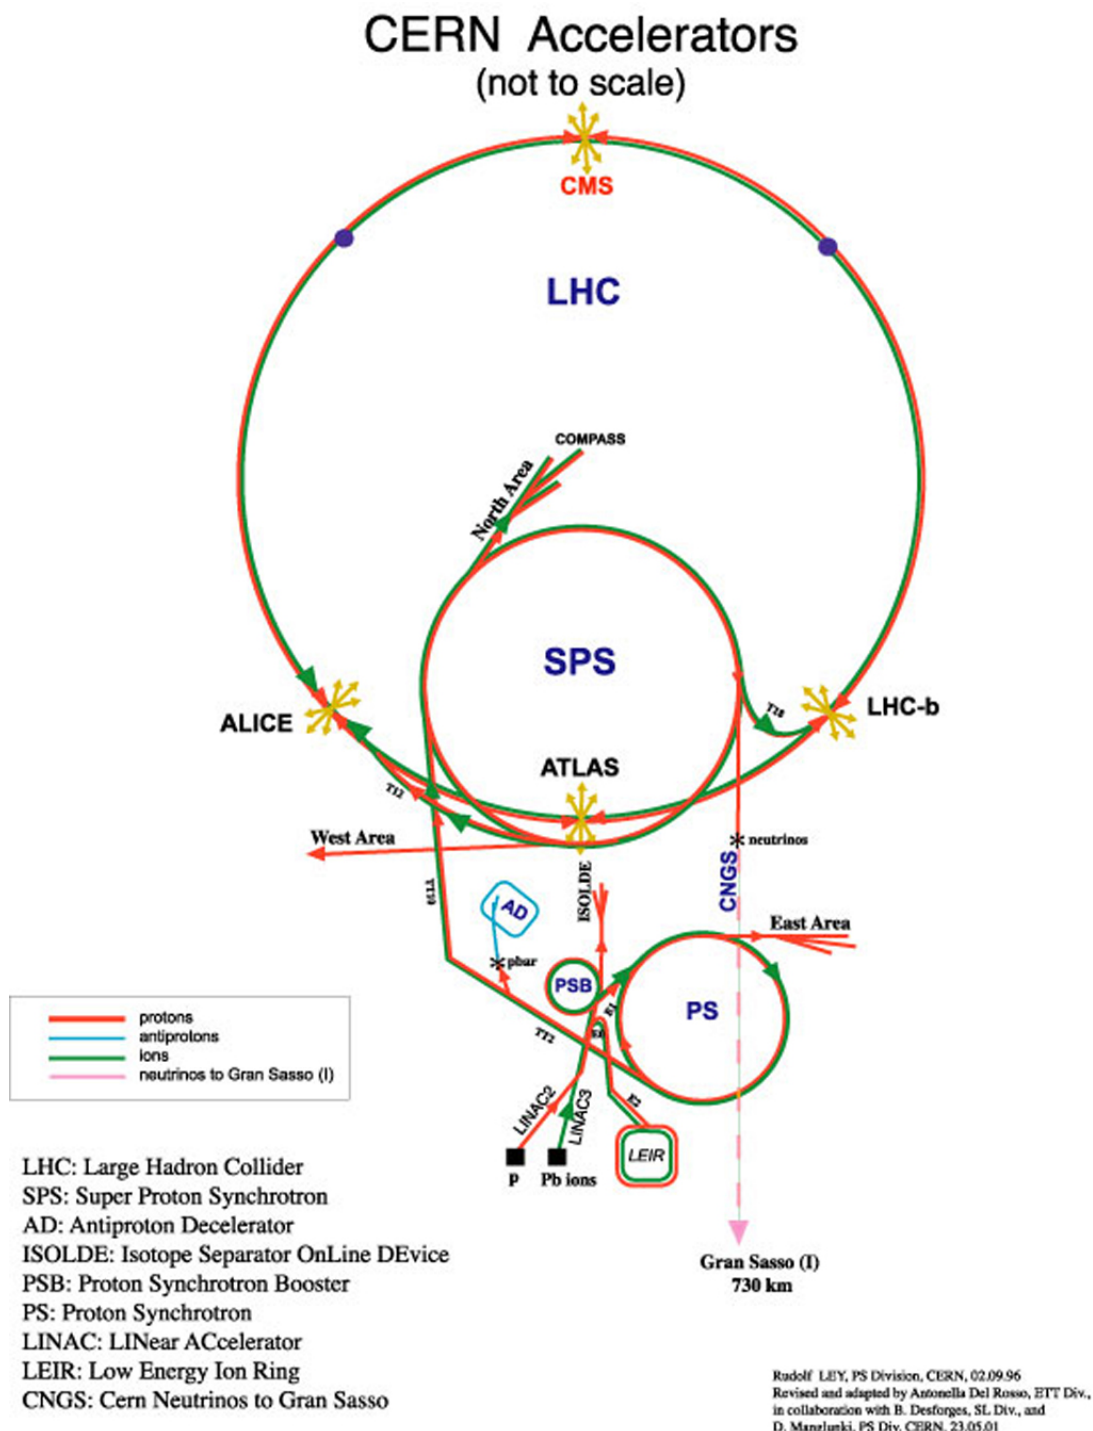 CERN Accelerators
(not to scale)
CMS
LHC
COMPASS
North Area
SPS
T18
LHC-b
ALICE
ATLAS
T12
West Area
neutrinos
CNGS
ISOLDE
TT10
AD
East Area
pbar
PSB
PS
E1
E0
TT2
protons
antiprotons
ions
neutrinos to Gran Sasso (I)
LINAC2
LINAC3
E2
LEIR
p
Pb ions
LHC: Large Hadron Collider
SPS: Super Proton Synchrotron
AD: Antiproton Decelerator
ISOLDE: Isotope Separator OnLine DEvice
PSB: Proton Synchrotron Booster
PS: Proton Synchrotron
LINAC: LINear ACcelerator
LEIR: Low Energy Ion Ring
CNGS: Cern Neutrinos to Gran Sasso
Gran Sasso (I)
730 km
Rudolf LEY, PS Division, CERN, 02.09.96
Revised and adapted by Antonella Del Rosso, ETT Div.,
in collaboration with B. Desforges, SL Div., and
D. Manglunki, PS Div. CERN, 23.05.01